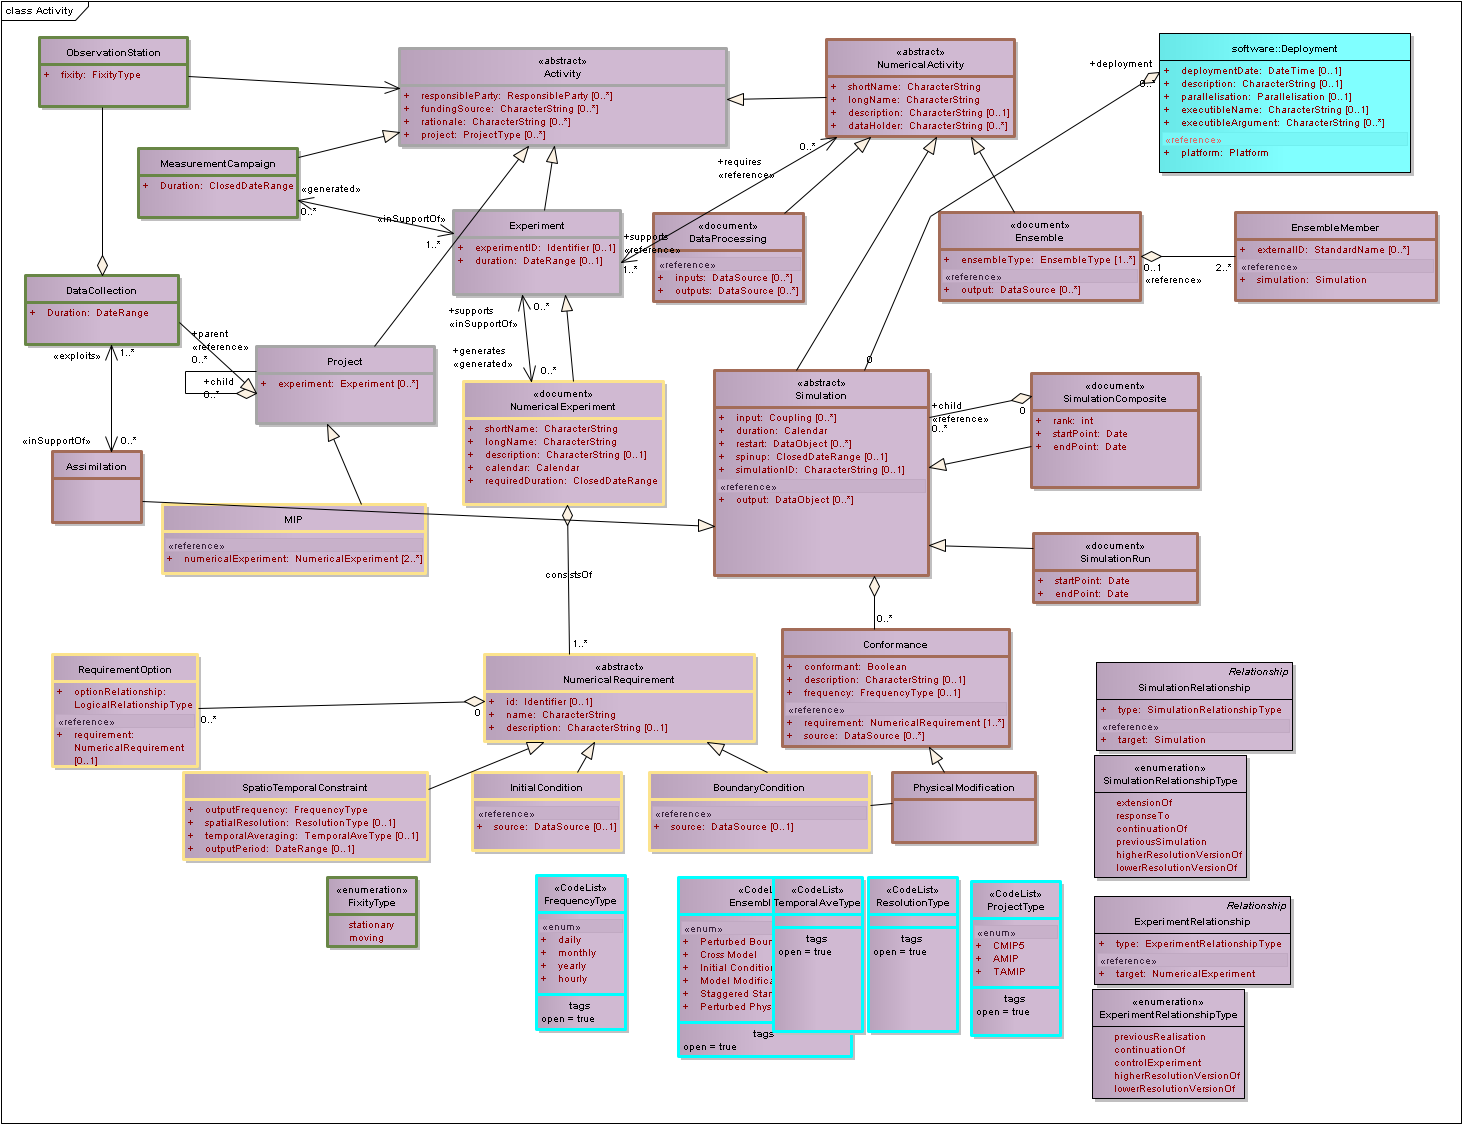 class Activity
ObservationStation
+ fixity: FixityType
«abstract»
Activity
+ responsibleParty: ResponsibleParty [0..*]
+ fundingSource: CharacterString [0..*]
+ rationale: CharacterString [0..*]
+ project: ProjectType [0..*]
«abstract»
NumericalActivity
+ shortName: CharacterString
+ longName: CharacterString
+ description: CharacterString [0..1]
+ dataHolder: CharacterString [0..*]
+deployment
0..*
software::Deployment
+ deploymentDate: DateTime [0..1]
+ description: CharacterString [0..1]
+ parallelisation: Parallelisation [0..1]
+ executibleName: CharacterString [0..1]
+ executibleArgument: CharacterString [0..*]
«reference»
+ platform: Platform
MeasurementCampaign
+ Duration: ClosedDateRange
«generated»
0..*
«inSupportOf»
1..*
0..*
+requires
«reference»
+supports
«reference»
1..*
Experiment
+ experimentID: Identifier [0..1]
+ duration: DateRange [0..1]
«document»
DataProcessing
«reference»
+ inputs: DataSource [0..*]
+ outputs: DataSource [0..*]
«document»
Ensemble
+ ensembleType: EnsembleType [1..*]
«reference»
+ output: DataSource [0..*]
0..1
2..*
«reference»
EnsembleMember
+ externalID: StandardName [0..*]
«reference»
+ simulation: Simulation
DataCollection
+ Duration: DateRange
«exploits»
1..*
«inSupportOf»
0..*
+parent
«reference»
0..*
+child
0..*
Project
+ experiment: Experiment [0..*]
+supports
«inSupportOf»
0..*
+generates
«generated»
0..*
«document»
NumericalExperiment
+ shortName: CharacterString
+ longName: CharacterString
+ description: CharacterString [0..1]
+ calendar: Calendar
+ requiredDuration: ClosedDateRange
0
«abstract»
Simulation
+ input: Coupling [0..*]
+ duration: Calendar
+ restart: DataObject [0..*]
+ spinup: ClosedDateRange [0..1]
+ simulationID: CharacterString [0..1]
«reference»
+ output: DataObject [0..*]
+child
«reference»
0..*
0
«document»
SimulationComposite
+ rank: int
+ startPoint: Date
+ endPoint: Date
Assimilation
MIP
«reference»
+ numericalExperiment: NumericalExperiment [2..*]
«document»
SimulationRun
+ startPoint: Date
+ endPoint: Date
consistsOf
1..*
0..*
RequirementOption
+ optionRelationship:
LogicalRelationshipType
«reference»
+ requirement:
NumericalRequirement
[0..1]
0..*
0
«abstract»
NumericalRequirement
+ id: Identifier [0..1]
+ name: CharacterString
+ description: CharacterString [0..1]
Conformance
+ conformant: Boolean
+ description: CharacterString [0..1]
+ frequency: FrequencyType [0..1]
«reference»
+ requirement: NumericalRequirement [1..*]
+ source: DataSource [0..*]
Relationship
SimulationRelationship
+ type: SimulationRelationshipType
«reference»
+ target: Simulation
SpatioTemporalConstraint
+ outputFrequency: FrequencyType
+ spatialResolution: ResolutionType [0..1]
+ temporalAveraging: TemporalAveType [0..1]
+ outputPeriod: DateRange [0..1]
InitialCondition
«reference»
+ source: DataSource [0..1]
BoundaryCondition
«reference»
+ source: DataSource [0..1]
PhysicalModification
«enumeration»
SimulationRelationshipType
extensionOf
responseTo
continuationOf
previousSimulation
higherResolutionVersionOf
lowerResolutionVersionOf
«enumeration»
FixityType
stationary
moving
«CodeList»
FrequencyType
«enum»
+ daily
+ monthly
+ yearly
+ hourly
tags
open = true
«CodeL
Ensembl
«enum»
+ Perturbed Boun
+ Cross Model
+ Initial Condition
+ Model Modifica
+ Staggered Star
+ Perturbed Phys
tags
open = true
«CodeList»
TemporalAveType
tags
open = true
«CodeList»
ResolutionType
tags
open = true
«CodeList»
ProjectType
«enum»
+ CMIP5
+ AMIP
+ TAMIP
tags
open = true
Relationship
ExperimentRelationship
+ type: ExperimentRelationshipType
«reference»
+ target: NumericalExperiment
«enumeration»
ExperimentRelationshipType
previousRealisation
continuationOf
controlExperiment
higherResolutionVersionOf
lowerResolutionVersionOf